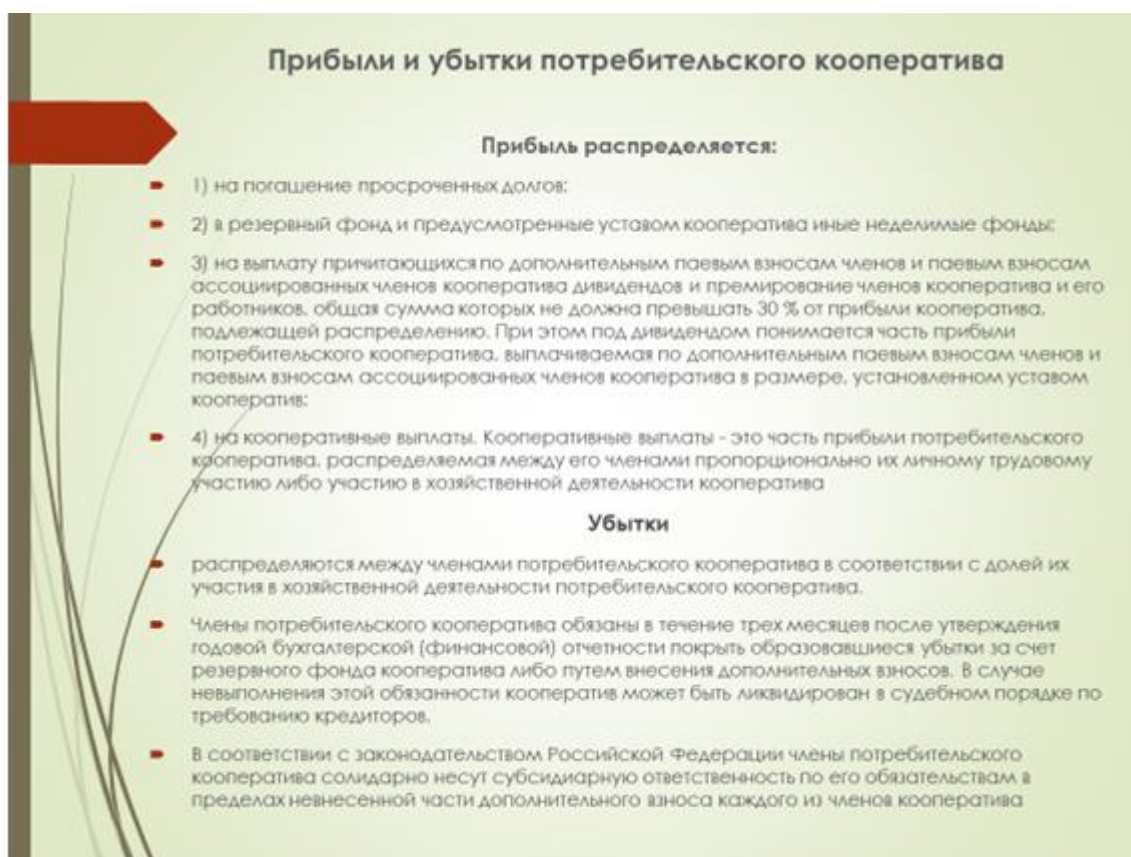 Прибыли и убытки потребительского кооператива
Прибыль распределяется:
1) на погашение просроченных долгов;
2) в резервный фонд и предусмотренные уставом кооператива иные неделимые фонды;
3) на выплату причитающихся по дополнительным паевым взносам членов и паевым взносам
ассоциированных членов кооператива дивидендов и премирование членов кооператива и его
работников, общая сумма которых не должна превышать 30 % от прибыли кооператива,
подлежащей распределению. При этом под дивидендом понимается часть прибыли
потребительского кооператива, выплачиваемая по дополнительным паевым взносам членов и
паевым взносам ассоциированных членов кооператива в размере, установленном уставом
кооператив;
4) на кооперативные выплаты. Кооперативные выплаты - это часть прибыли потребительского
кооператива, распределяемая между его членами пропорционально их личному трудовому
участию либо участию в хозяйственной деятельности кооператива
Убытки
распределяются между членами потребительского кооператива в соответствии с долей их
участия в хозяйственной деятельности потребительского кооператива.
Члены потребительского кооператива обязаны в течение трех месяцев после утверждения
годовой бухгалтерской (финансовой) отчетности покрыть образовавшиеся убытки за счет
резервного фонда кооператива либо путем внесения дополнительных взносов. В случае
невыполнения этой обязанности кооператив может быть ликвидирован в судебном порядке по
требованию кредиторов.
В соответствии с законодательством Российской Федерации члены потребительского
кооператива солидарно несут субсидиарную ответственность по его обязательствам в
пределах невнесенной части дополнительного взноса каждого из членов кооператива